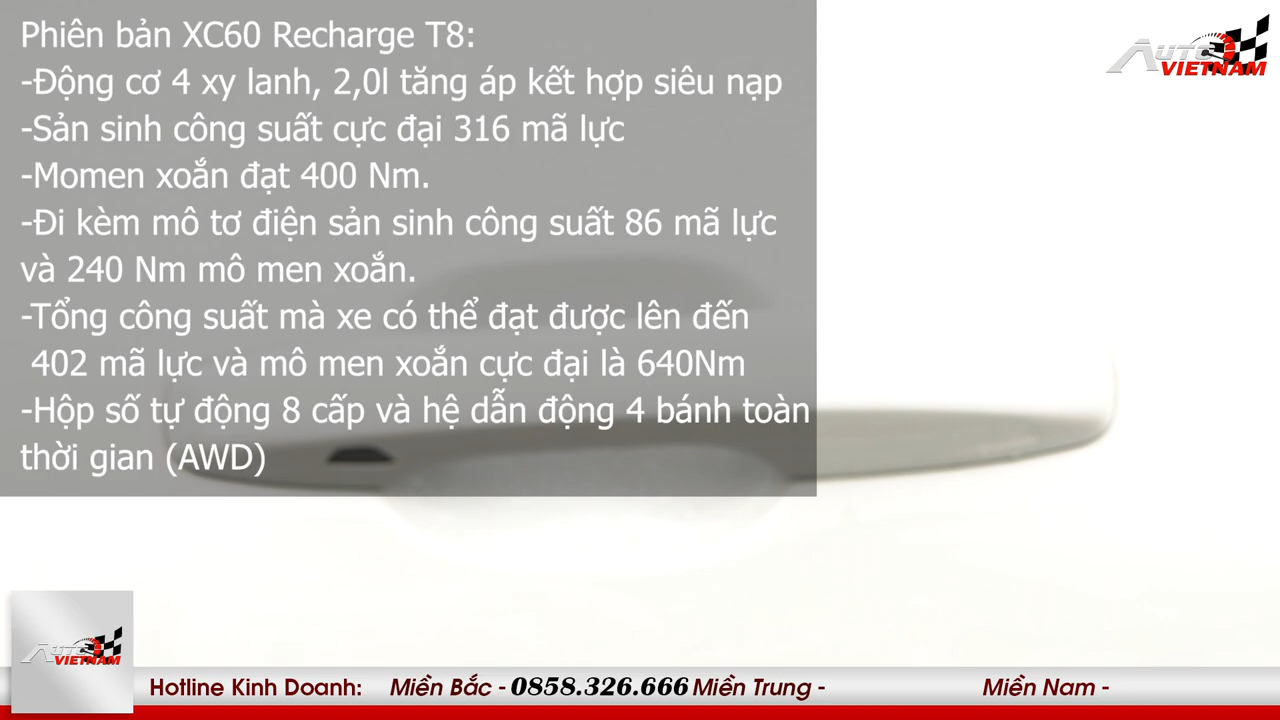 Phiên bản XC60 Recharge T8:
-Động cơ 4 xy lanh, 2,0l tăng áp kết hợp siêu nạp
-Sản sinh công suất cực đại 316 mã lực
-Momen xoắn đạt 400 Nm.
-Đi kèm mô tơ điện sản sinh công suất 86 mã lực
và 240 Nm mô men xoắn.
-Tổng công suất mà xe có thể đạt được lên đến
402 mã lực và mô men xoắn cực đại là 640Nm
-Hộp số tự động 8 cấp và hệ dẫn động 4 bánh toàn
thời gian (AWD)
AUTO
VIETNAM
AUTO
VIETNAM
Hotline Kinh Doanh: Miền Bắc - 0858.326.666 Miền Trung - Miền Nam -